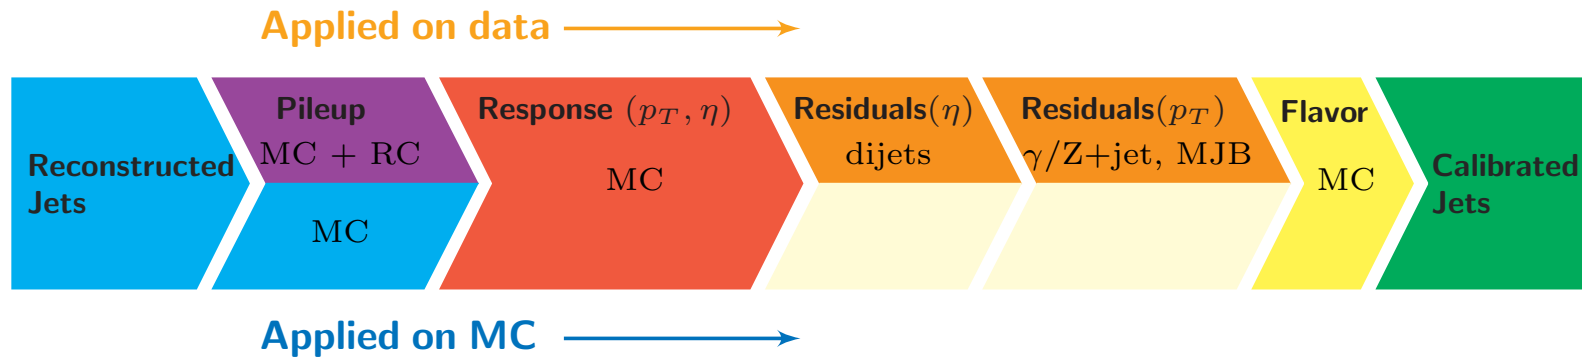 Applied on data
Reconstructed
Jets
Pileup
MC + RC
MC
Response (p_T, η)
MC
Residuals(η)
dijets
Residuals(p_T)
γ/Z+jet, MJB
Flavor
MC
Calibrated
Jets
Applied on MC